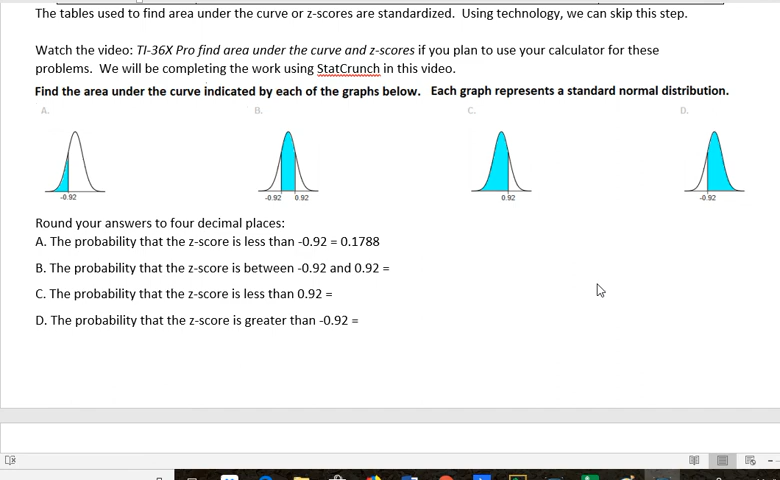 The tables used to find area under the curve or z-scores are standardized.  Using technology, we can skip this step.
Watch the video: TI-36X Pro find area under the curve and z-scores if you plan to use your calculator for these
problems.  We will be completing the work using StatCrunch in this video.
Find the area under the curve indicated by each of the graphs below.   Each graph represents a standard normal distribution.
A. B. C. D.
-0.92 -0.92 0.92 0.92 -0.92
Round your answers to four decimal places:
A. The probability that the z-score is less than -0.92 = 0.1788
B. The probability that the z-score is between -0.92 and 0.92 =
C. The probability that the z-score is less than 0.92 =
D. The probability that the z-score is greater than -0.92 =